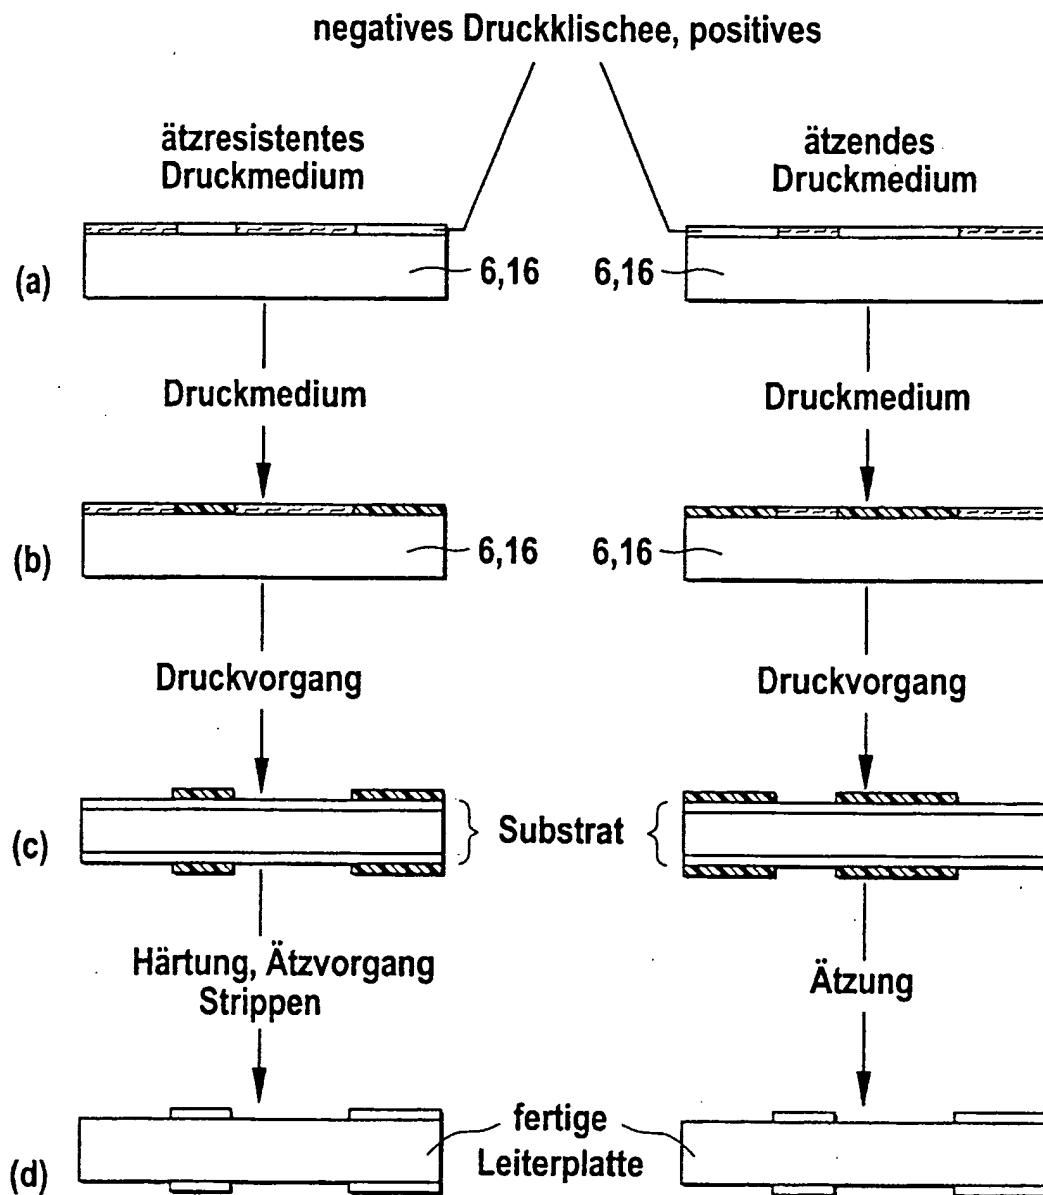 negatives Druckklischee, positives
ätzresistentes
Druckmedium
ätzendes
Druckmedium
(a)
6,16
6,16
Druckmedium
Druckmedium
(b)
6,16
6,16
Druckvorgang
Druckvorgang
(c)
Substrat
Härtung, Ätzvorgang
Strippen
Ätzung
(d)
fertige
Leiterplatte